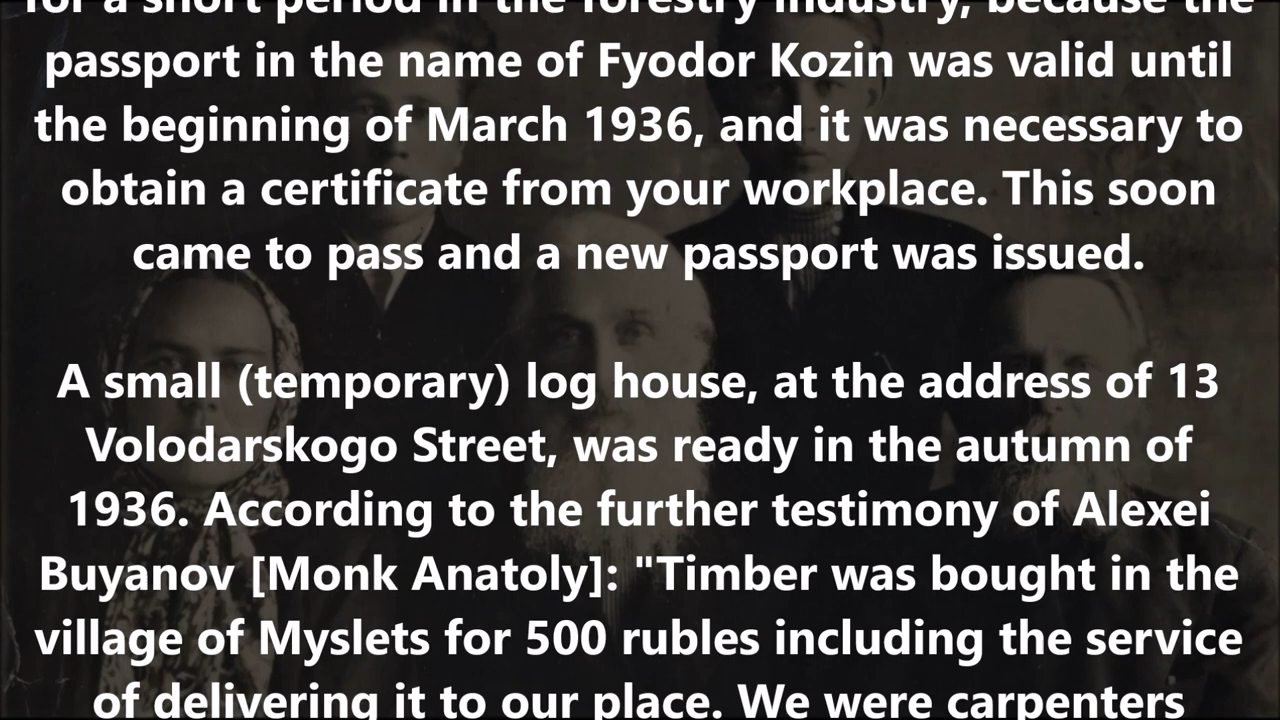 for a short period in the forestry industry, because the
passport in the name of Fyodor Kozin was valid until
the beginning of March 1936, and it was necessary to
obtain a certificate from your workplace. This soon
came to pass and a new passport was issued.
A small (temporary) log house, at the address of 13
Volodarskogo Street, was ready in the autumn of
1936. According to the further testimony of Alexei
Buyanov [Monk Anatoly]: "Timber was bought in the
village of Myslets for 500 rubles including the service
of delivering it to our place. We were carpenters